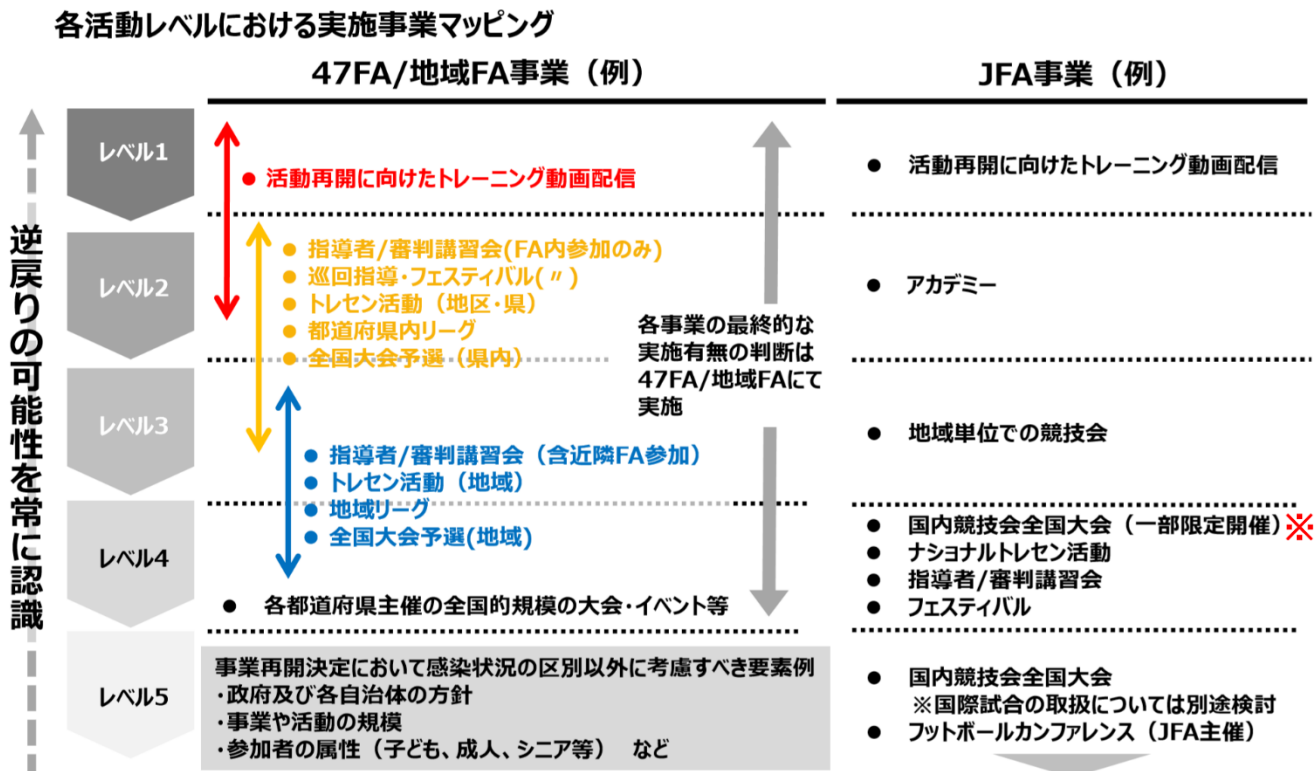 各活動レベルにおける実施事業マッピング
47FA/地域FA事業（例）
JFA事業（例）
逆戻りの可能性を常に認識
レベル1
● 活動再開に向けたトレーニング動画配信
● 活動再開に向けたトレーニング動画配信
レベル2
● 指導者/審判講習会(FA内参加のみ)
● 巡回指導・フェスティバル(〃)
● トレセン活動（地区・県）
● 都道府県内リーグ
● 全国大会予選（県内）
各事業の最終的な
実施有無の判断は
47FA/地域FAにて
実施
● アカデミー
レベル3
● 指導者/審判講習会（含近隣FA参加）
● トレセン活動（地域）
● 地域リーグ
● 全国大会予選(地域)
● 地域単位での競技会
レベル4
● 各都道府県主催の全国的規模の大会・イベント等
● 国内競技会全国大会（一部限定開催）※
● ナショナルトレセン活動
● 指導者/審判講習会
● フェスティバル
レベル5
事業再開決定において感染状況の区別以外に考慮すべき要素例
・政府及び各自治体の方針
・事業や活動の規模
・参加者の属性（子ども、成人、シニア等）　など
● 国内競技会全国大会
※国際試合の取扱については別途検討
● フットボールカンファレンス（JFA主催）